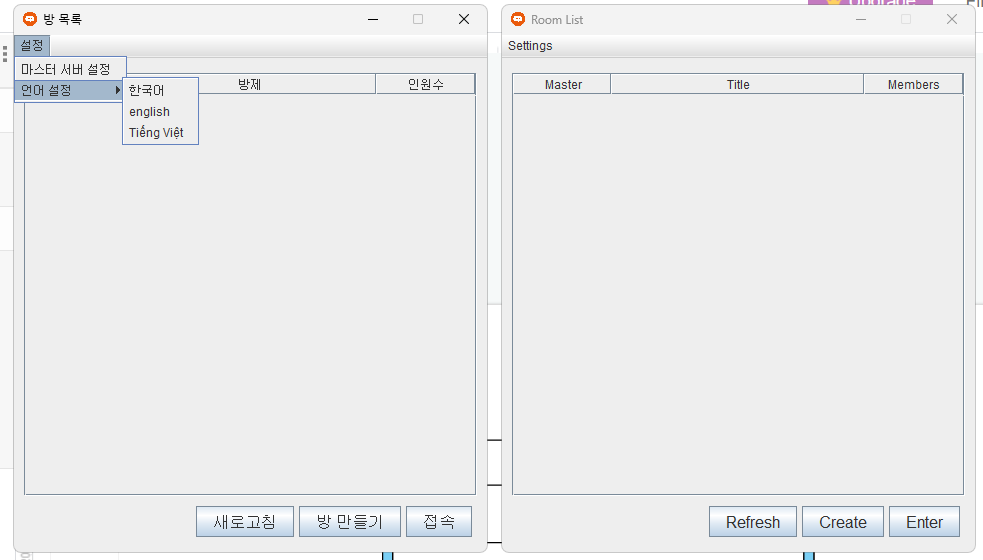 방 목록
설정
마스터 서버 설정
언어 설정
한국어
english
Tiếng Việt
방제
인원수
새로고침
방 만들기
접속
Room List
Settings
Master
Title
Members
Refresh
Create
Enter